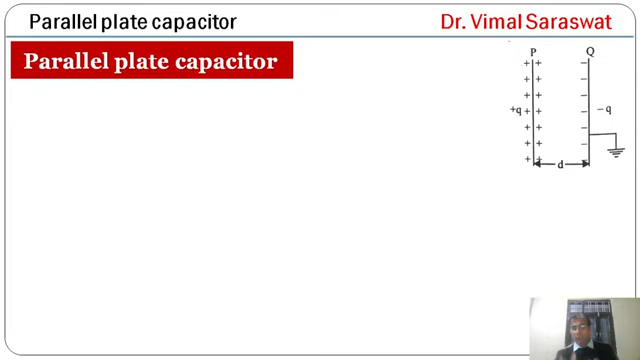 Parallel plate capacitor
Dr. Vimal Saraswat
Parallel plate capacitor
P Q
+ + −
+ + −
+ + −
+q + + − −q
+ + −
+ + −
+ +
d